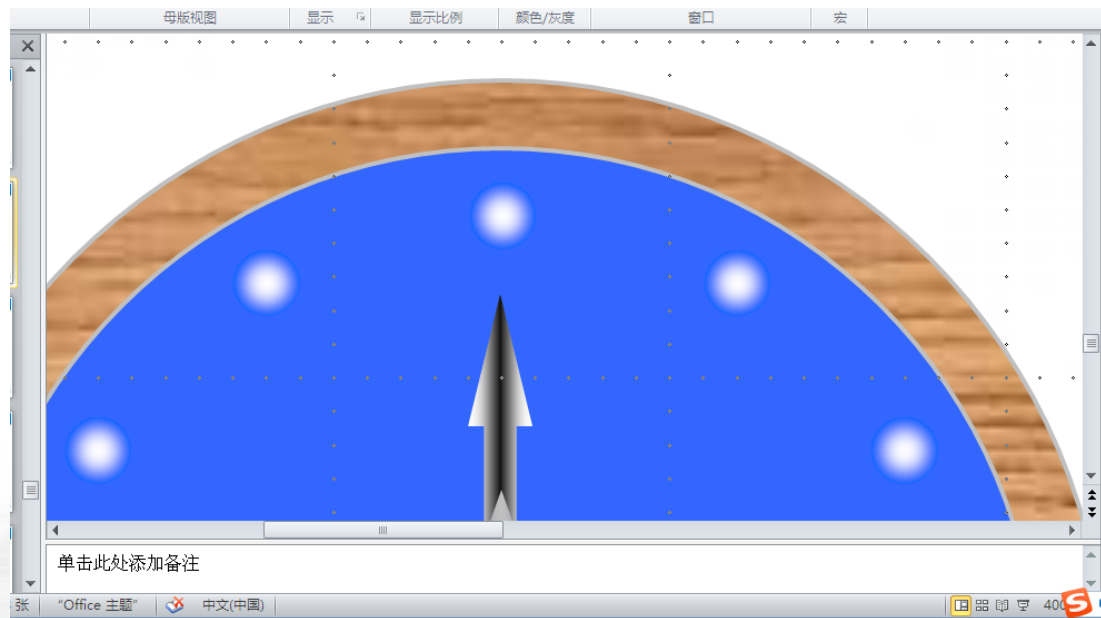 母版视图 显示 显示比例 颜色/灰度 窗口 宏
单击此处添加备注
张 "Office 主题" 中文(中国) 400